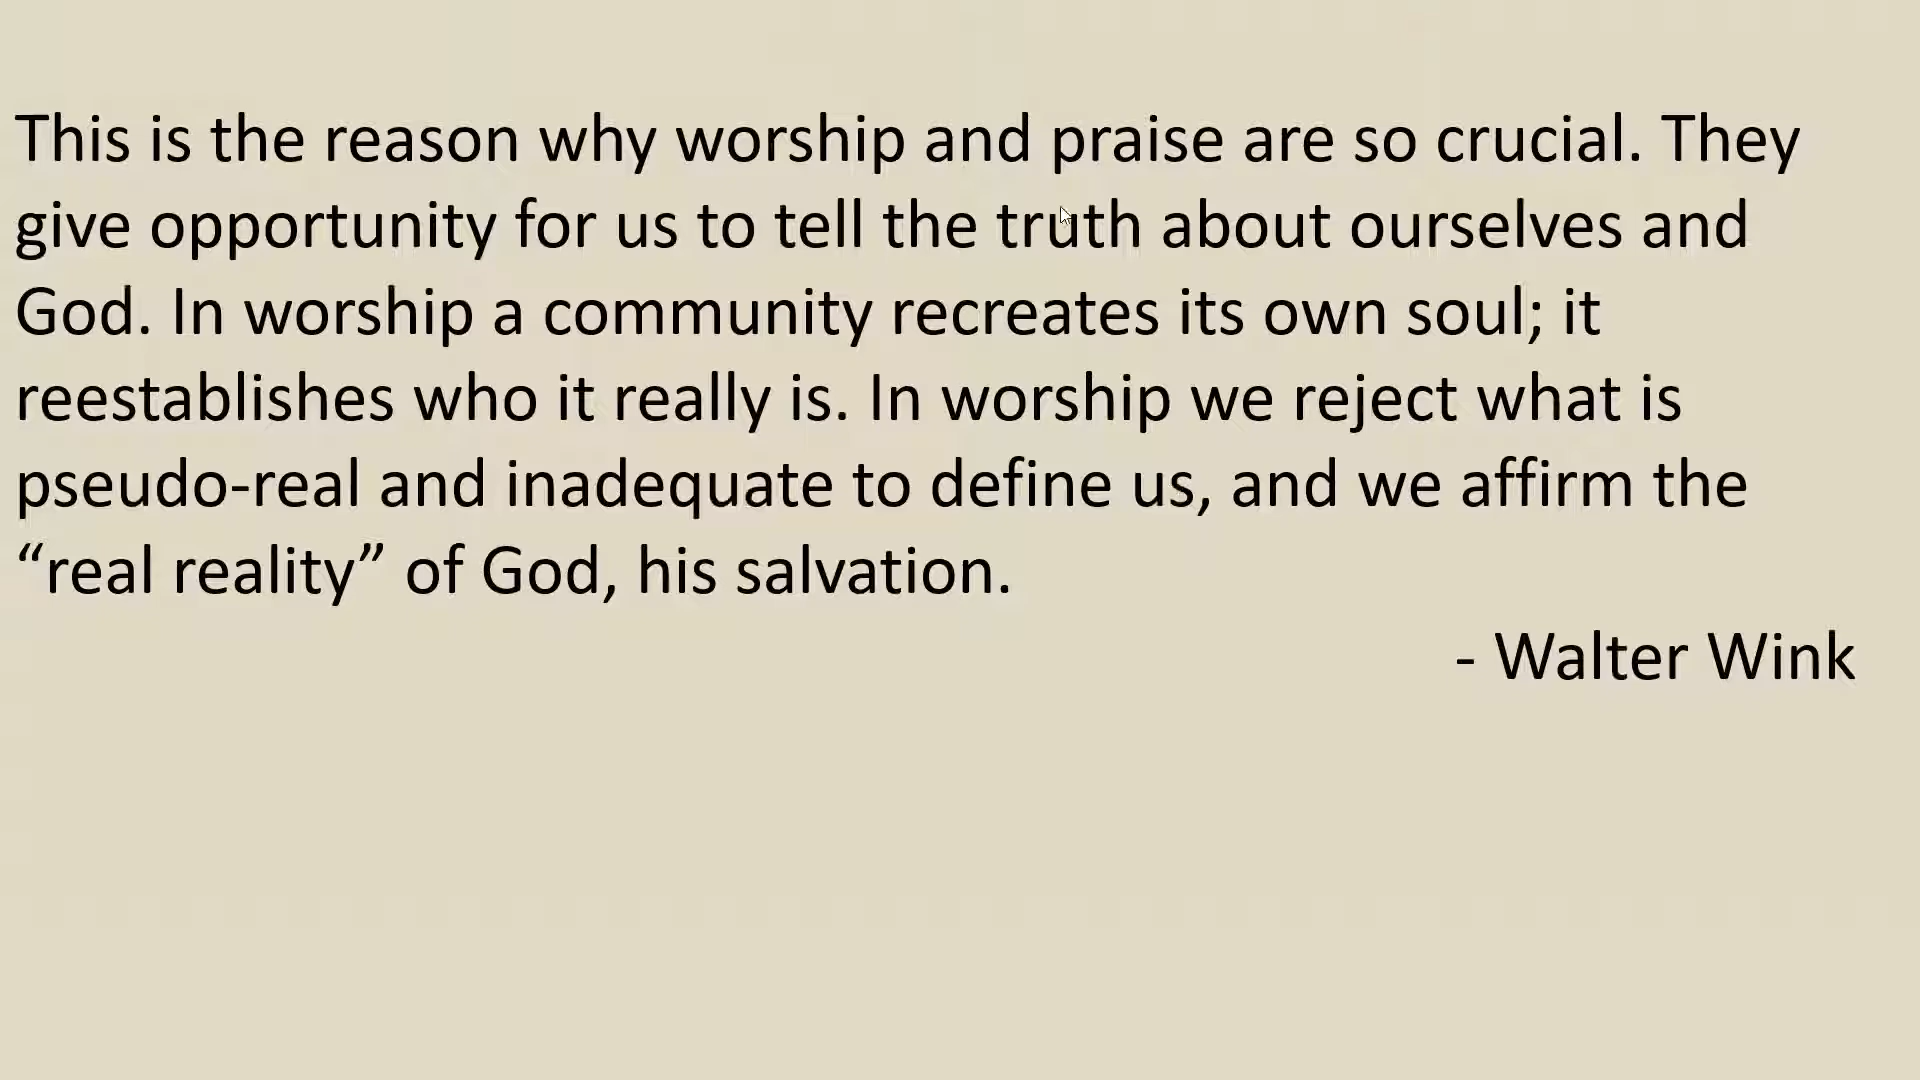 This is the reason why worship and praise are so crucial. They
give opportunity for us to tell the truth about ourselves and
God. In worship a community recreates its own soul; it
reestablishes who it really is. In worship we reject what is
pseudo-real and inadequate to define us, and we affirm the
“real reality” of God, his salvation.
- Walter Wink